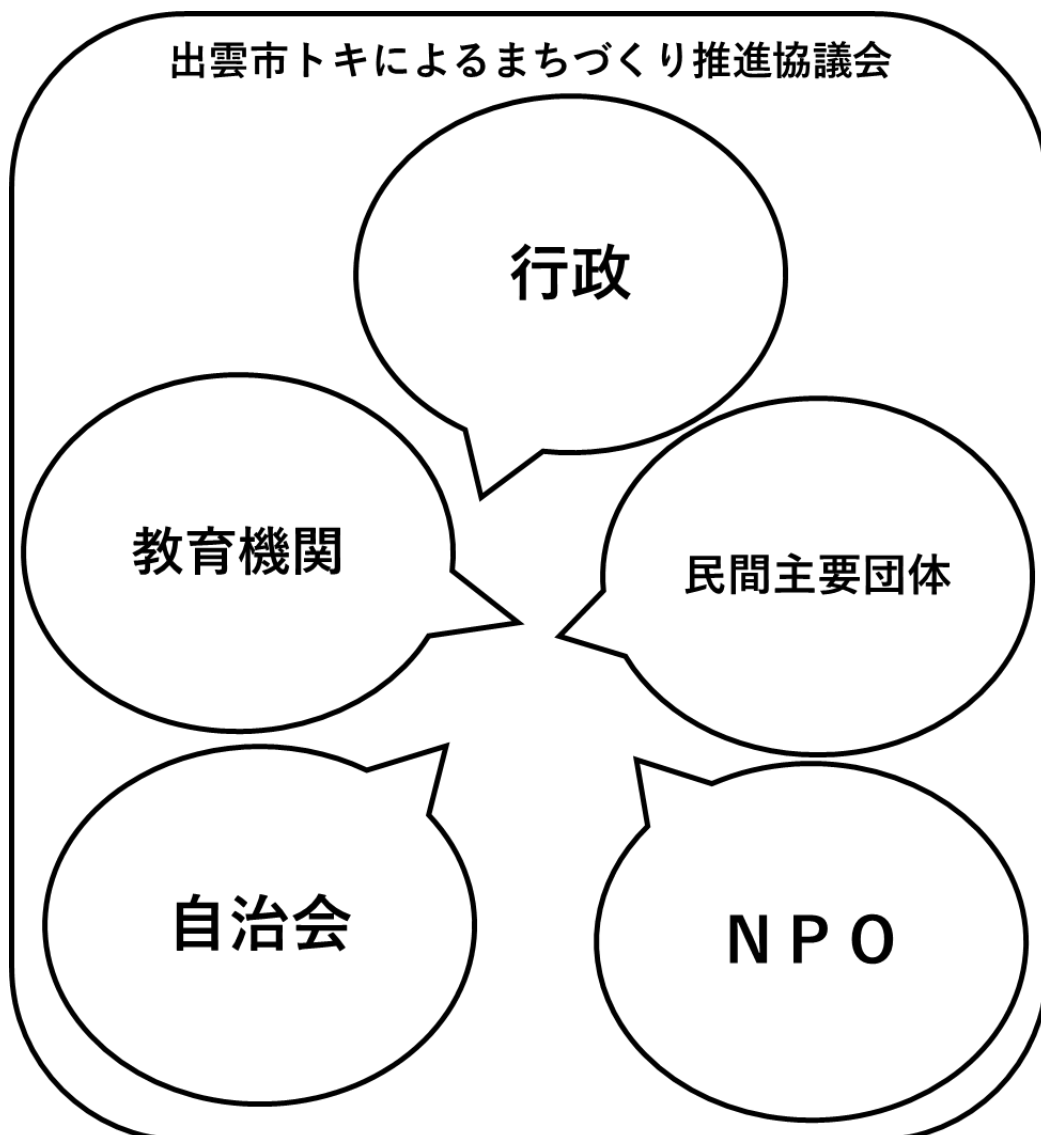 出雲市トキによるまちづくり推進協議会
行政
教育機関
民間主要団体
自治会
ＮＰＯ